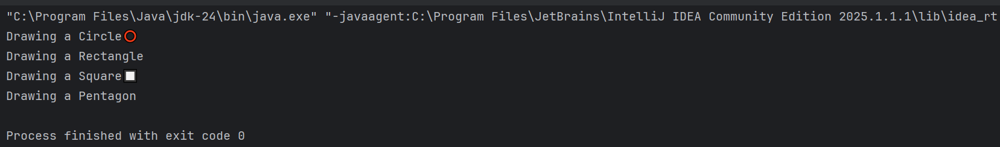 "C:\Program Files\Java\jdk-24\bin\java.exe" "-javaagent:C:\Program Files\JetBrains\IntelliJ IDEA Community Edition 2025.1.1.1\lib\idea_rt
Drawing a Circle⭕
Drawing a Rectangle
Drawing a Square◻️
Drawing a Pentagon
Process finished with exit code 0